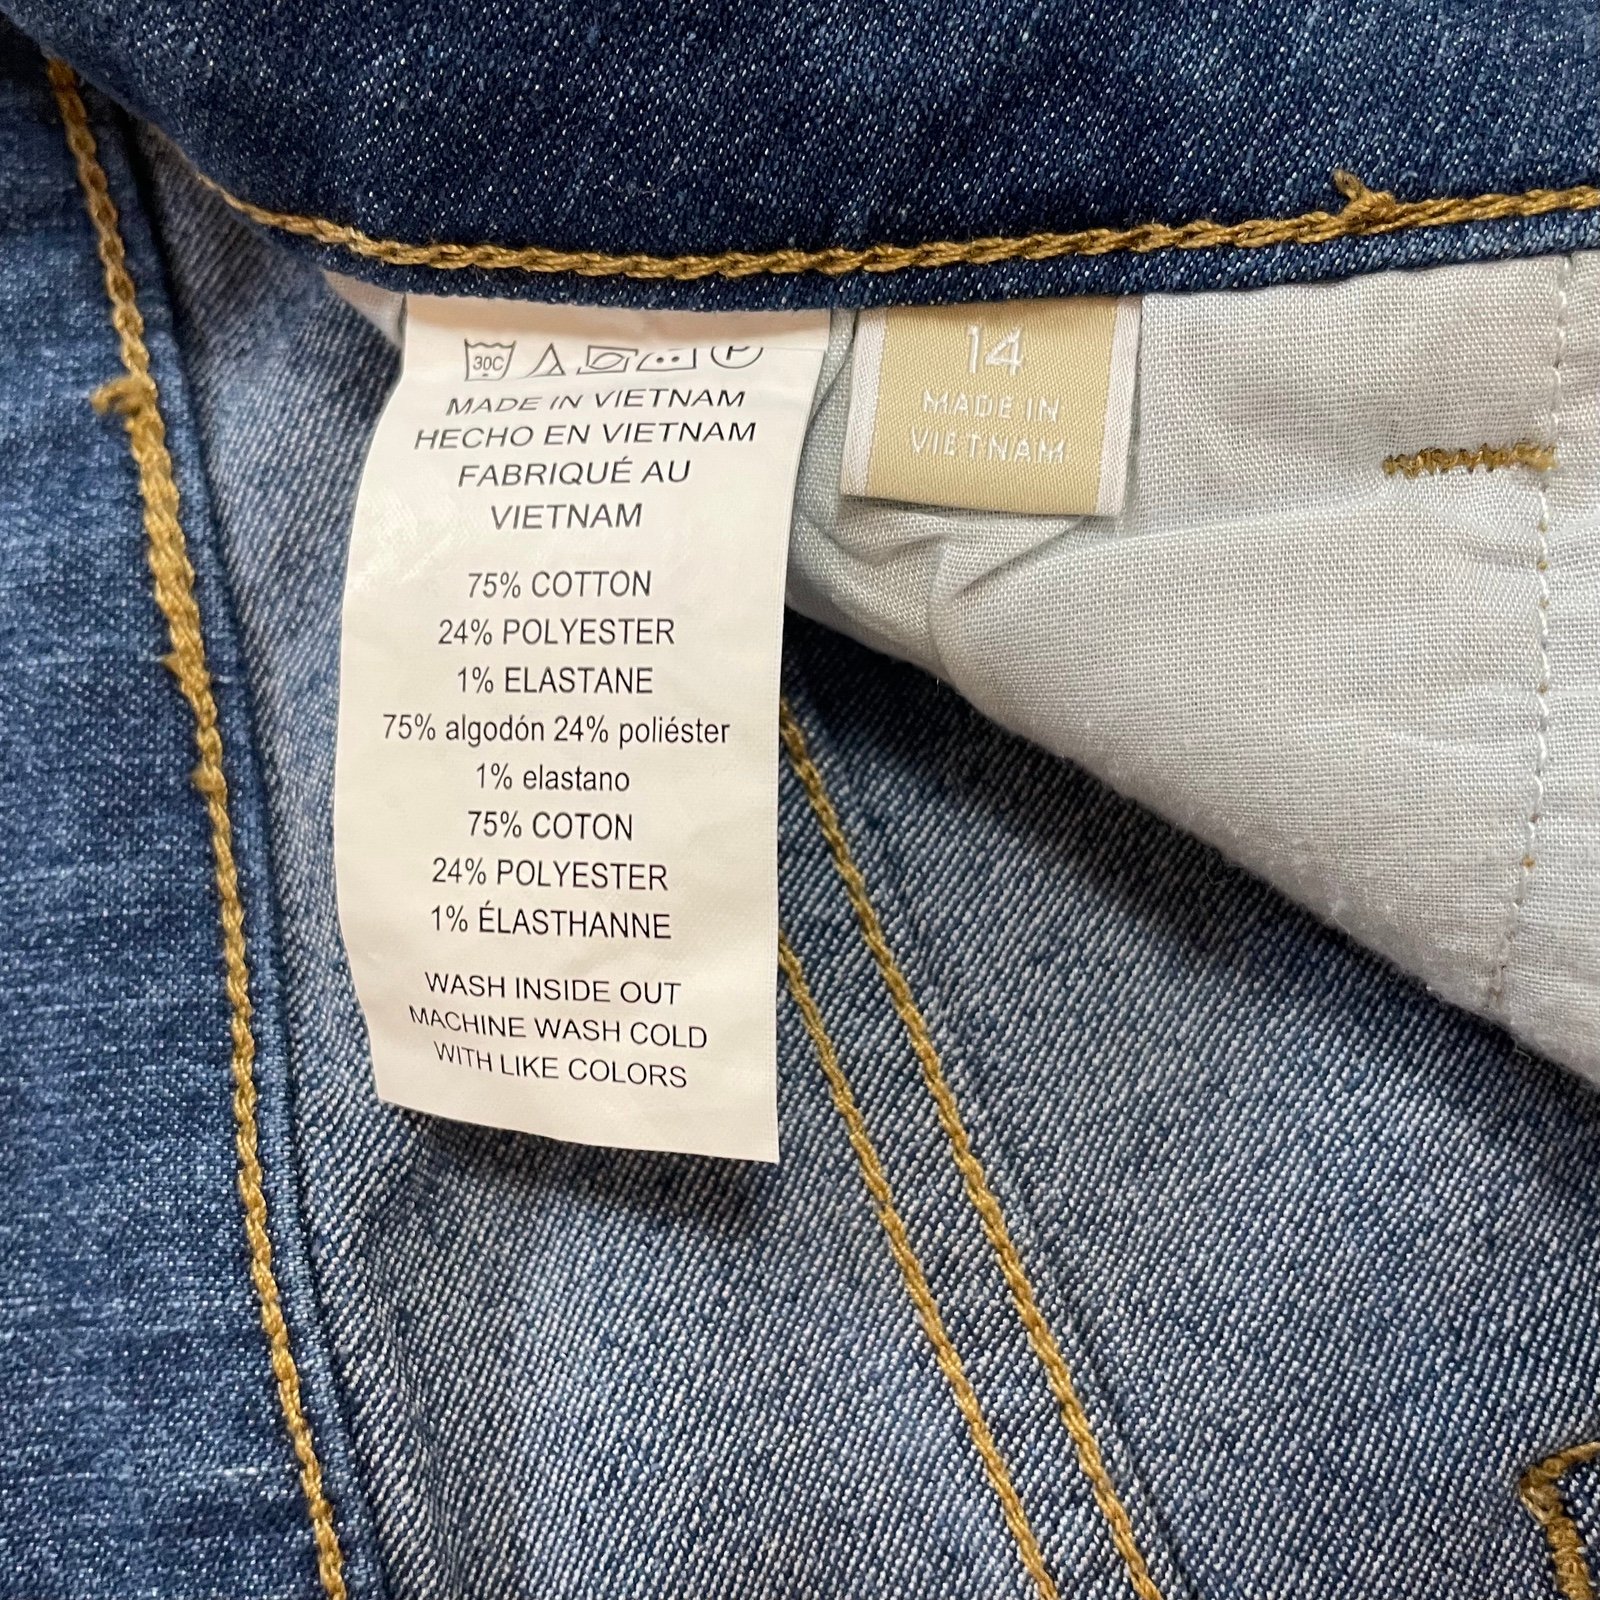 30C P
MADE IN VIETNAM
HECHO EN VIETNAM
FABRIQUÉ AU
VIETNAM
75% COTTON
24% POLYESTER
1% ELASTANE
75% algodón 24% poliéster
1% elastano
75% COTON
24% POLYESTER
1% ÉLASTHANNE
WASH INSIDE OUT
MACHINE WASH COLD
WITH LIKE COLORS
14
MADE IN
VIETNAM